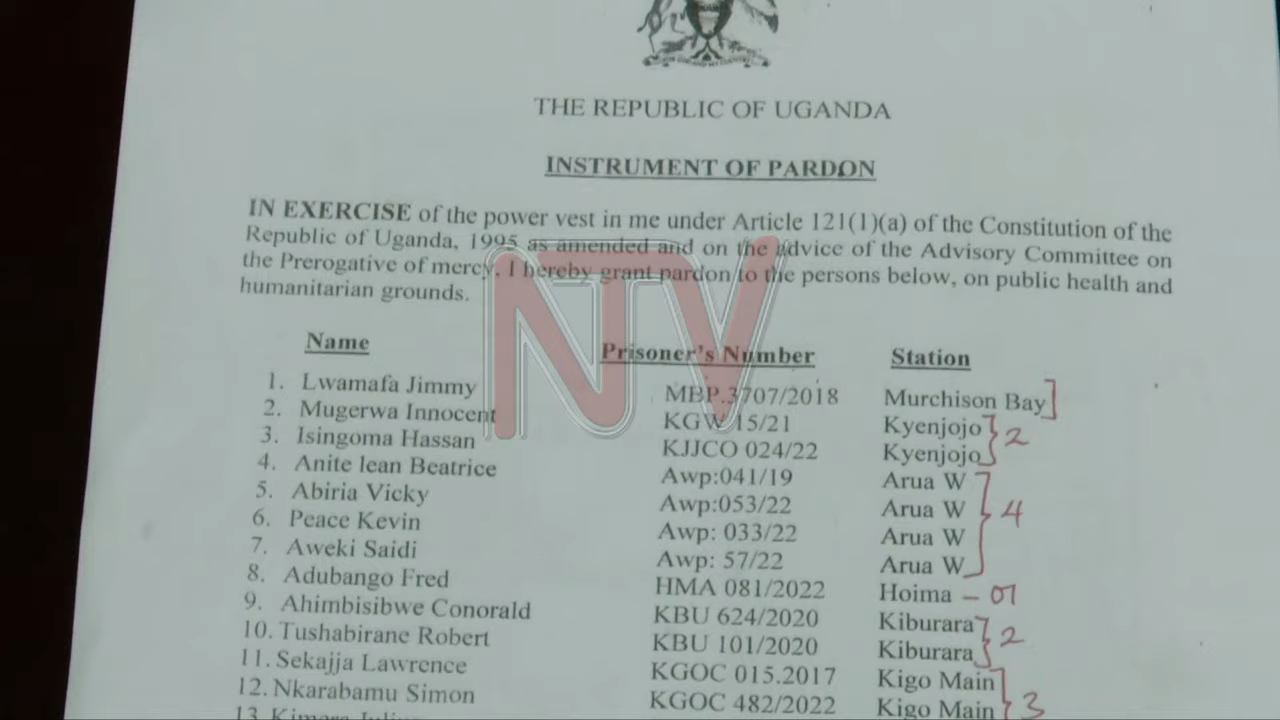 THE REPUBLIC OF UGANDA
INSTRUMENT OF PARDON
IN EXERCISE of the power vest in me under Article 121(1)(a) of the Constitution of the
Republic of Uganda, 1995 as amended and on the advice of the Advisory Committee on
the Prerogative of mercy. I hereby grant pardon to the persons below, on public health and
humanitarian grounds.
NTV
Name Prisoner's Number Station
1. Lwamafa Jimmy MBP.3707/2018 Murchison Bay
2. Mugerwa Innocent KGW 15/21 Kyenjojo
3. Isingoma Hassan KJJCO 024/22 Kyenjojo 2
4. Anite lean Beatrice Awp:041/19 Arua W
5. Abiria Vicky Awp:053/22 Arua W 4
6. Peace Kevin Awp: 033/22 Arua W
7. Aweki Saidi Awp: 57/22 Arua W
8. Adubango Fred HMA 081/2022 Hoima – 01
9. Ahimbisibwe Conorald KBU 624/2020 Kiburara
10. Tushabirane Robert KBU 101/2020 Kiburara 2
11. Sekajja Lawrence KGOC 015.2017 Kigo Main
12. Nkarabamu Simon KGOC 482/2022 Kigo Main 3
13.